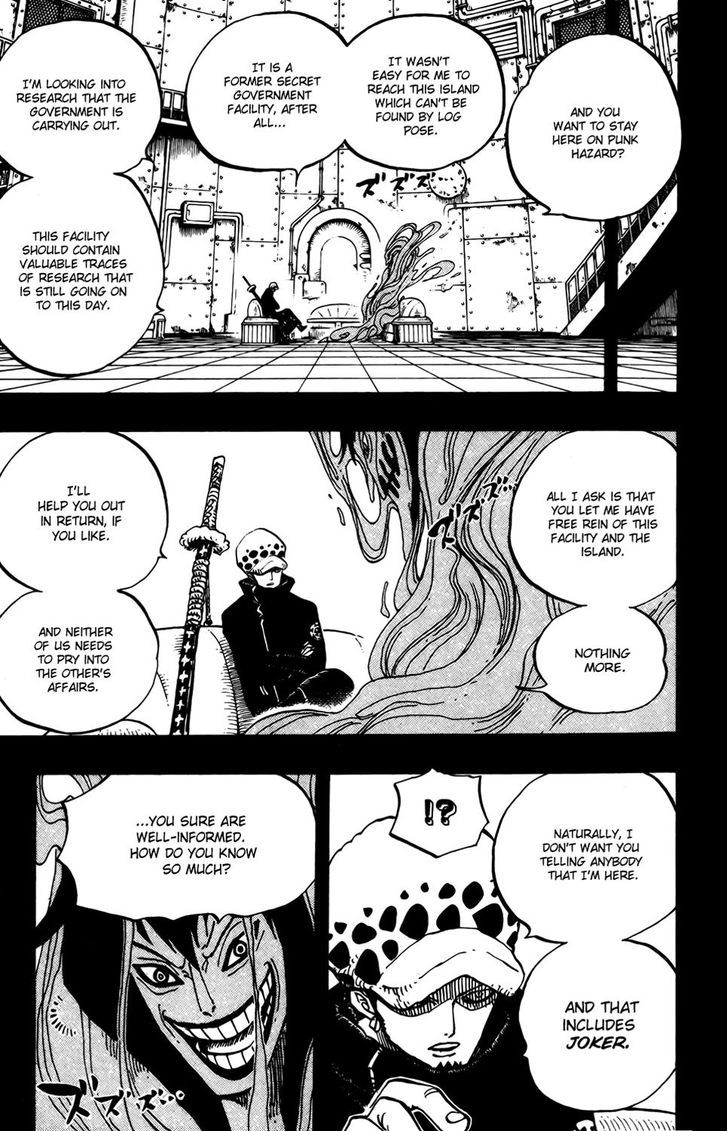 AND YOU
WANT TO STAY
HERE ON PUNK
HAZARD?
IT WASN'T
EASY FOR ME TO
REACH THIS ISLAND
WHICH CAN'T BE
FOUND BY LOG
POSE.
IT IS A
FORMER SECRET
GOVERNMENT
FACILITY, AFTER
ALL...
I'M LOOKING INTO
RESEARCH THAT THE
GOVERNMENT IS
CARRYING OUT.
THIS FACILITY
SHOULD CONTAIN
VALUABLE TRACES
OF RESEARCH THAT
IS STILL GOING ON
TO THIS DAY.
ズズズ...
ALL I ASK IS THAT
YOU LET ME HAVE
FREE REIN OF THIS
FACILITY AND THE
ISLAND.
NOTHING
MORE.
ズズズ...
I'LL
HELP YOU OUT
IN RETURN, IF
YOU LIKE.
AND NEITHER
OF US NEEDS
TO PRY INTO
THE OTHER'S
AFFAIRS.
NATURALLY, I
DON'T WANT YOU
TELLING ANYBODY
THAT I'M HERE.
AND THAT
INCLUDES
JOKER.
!?
...YOU SURE ARE
WELL-INFORMED.
HOW DO YOU KNOW
SO MUCH?
ズズズ...